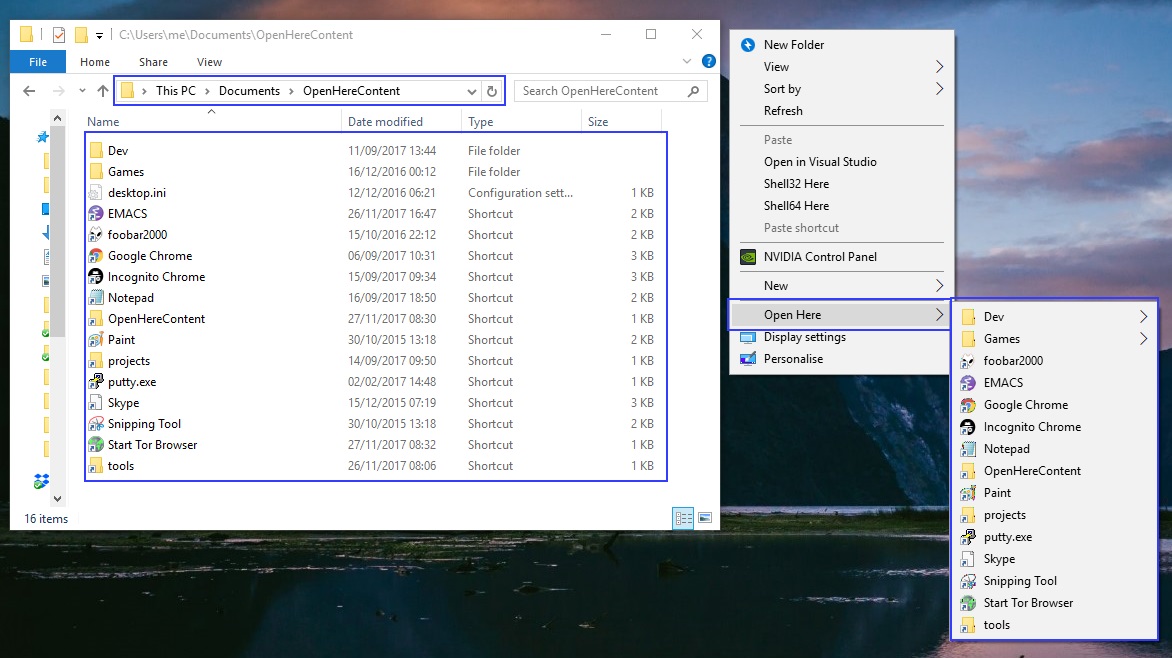 C:\Users\me\Documents\OpenHereContent
File Home Share View
This PC Documents OpenHereContent Search OpenHereContent
Name Date modified Type Size
Dev 11/09/2017 13:44 File folder
Games 16/12/2016 00:12 File folder
desktop.ini 12/12/2016 06:21 Configuration sett... 1 KB
EMACS 26/11/2017 16:47 Shortcut 2 KB
foobar2000 15/10/2016 22:12 Shortcut 2 KB
Google Chrome 06/09/2017 10:31 Shortcut 3 KB
Incognito Chrome 15/09/2017 09:34 Shortcut 3 KB
Notepad 16/09/2017 18:50 Shortcut 2 KB
OpenHereContent 27/11/2017 08:30 Shortcut 1 KB
Paint 30/10/2015 13:18 Shortcut 2 KB
projects 14/09/2017 09:50 Shortcut 1 KB
putty.exe 02/02/2017 14:48 Shortcut 1 KB
Skype 15/12/2015 07:19 Shortcut 3 KB
Snipping Tool 30/10/2015 13:18 Shortcut 2 KB
Start Tor Browser 27/11/2017 08:32 Shortcut 1 KB
tools 26/11/2017 08:06 Shortcut 1 KB
16 items
New Folder
View
Sort by
Refresh
Paste
Open in Visual Studio
Shell32 Here
Shell64 Here
Paste shortcut
NVIDIA Control Panel
New
Open Here
Display settings
Personalise
Dev
Games
foobar2000
EMACS
Google Chrome
Incognito Chrome
Notepad
OpenHereContent
Paint
projects
putty.exe
Skype
Snipping Tool
Start Tor Browser
tools